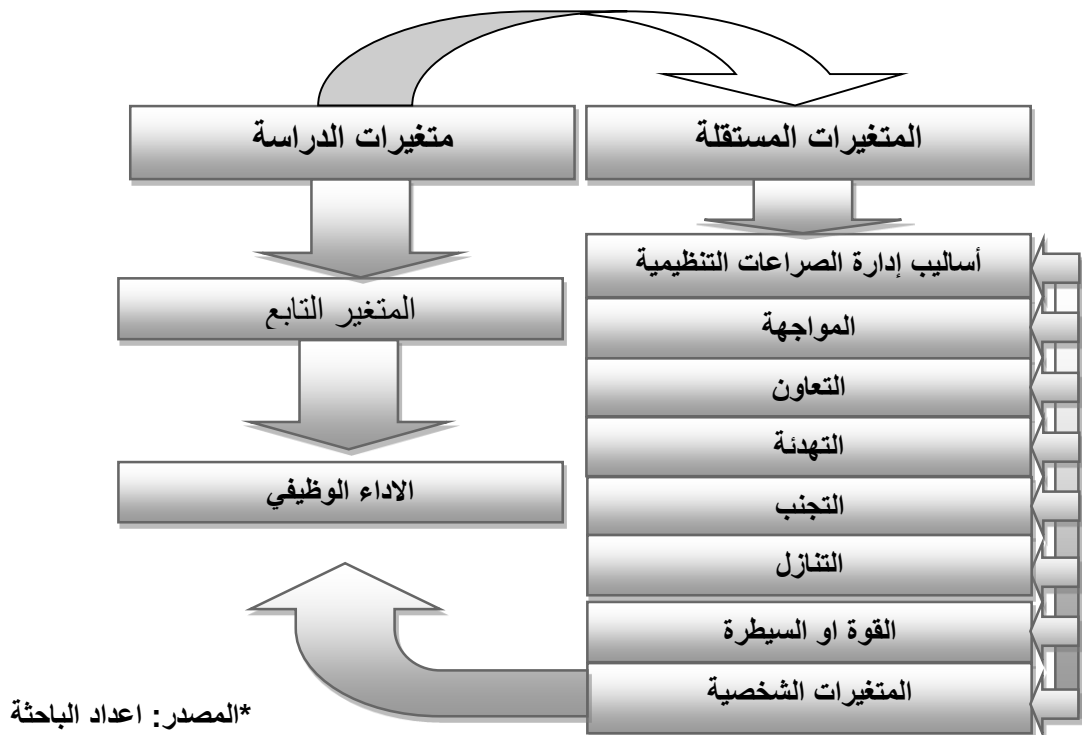 المتغيرات المستقلة
متغيرات الدراسة
أساليب إدارة الصراعات التنظيمية
المواجهة
التعاون
التهدئة
التجنب
التنازل
القوة او السيطرة
المتغيرات الشخصية
المتغير التابع
الاداء الوظيفي
*المصدر: اعداد الباحثة